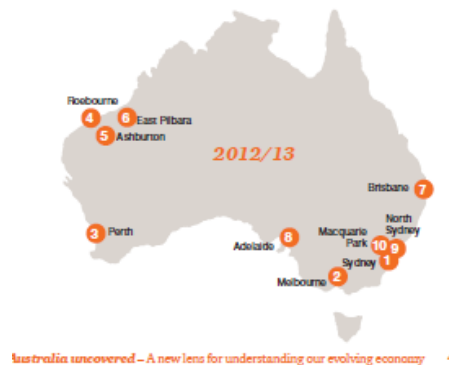 Roebourne
4
6
East Pilbara
5
Ashburton
2012/13
Brisbane
7
North
Sydney
3
Perth
Adelaide
8
Macquarie
Park
10
9
Sydney
1
Melbourne
2
Australia uncovered – A new lens for understanding our evolving economy